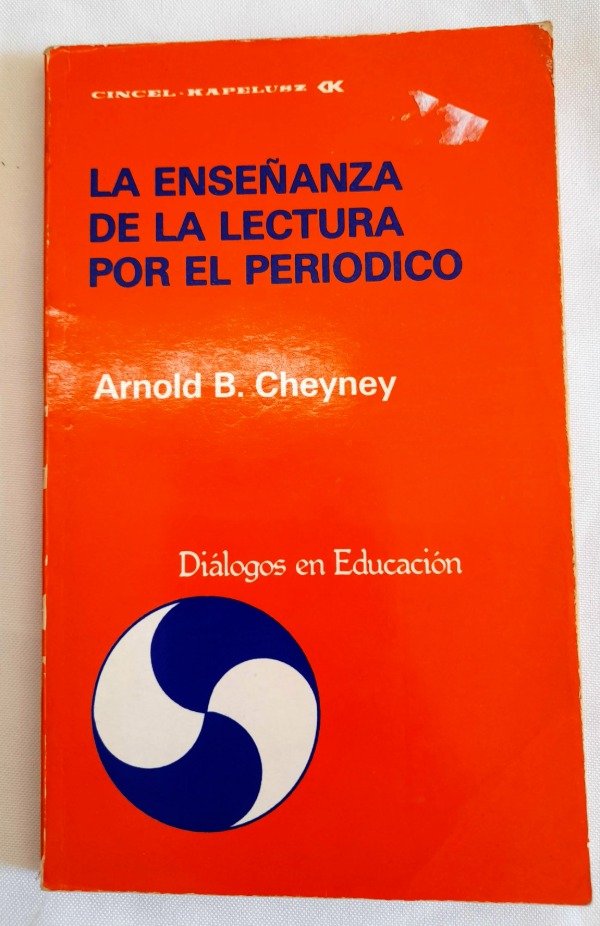 CINCEL-KAPELUSZ CK
LA ENSEÑANZA
DE LA LECTURA
POR EL PERIODICO
Arnold B. Cheyney
Diálogos en Educación